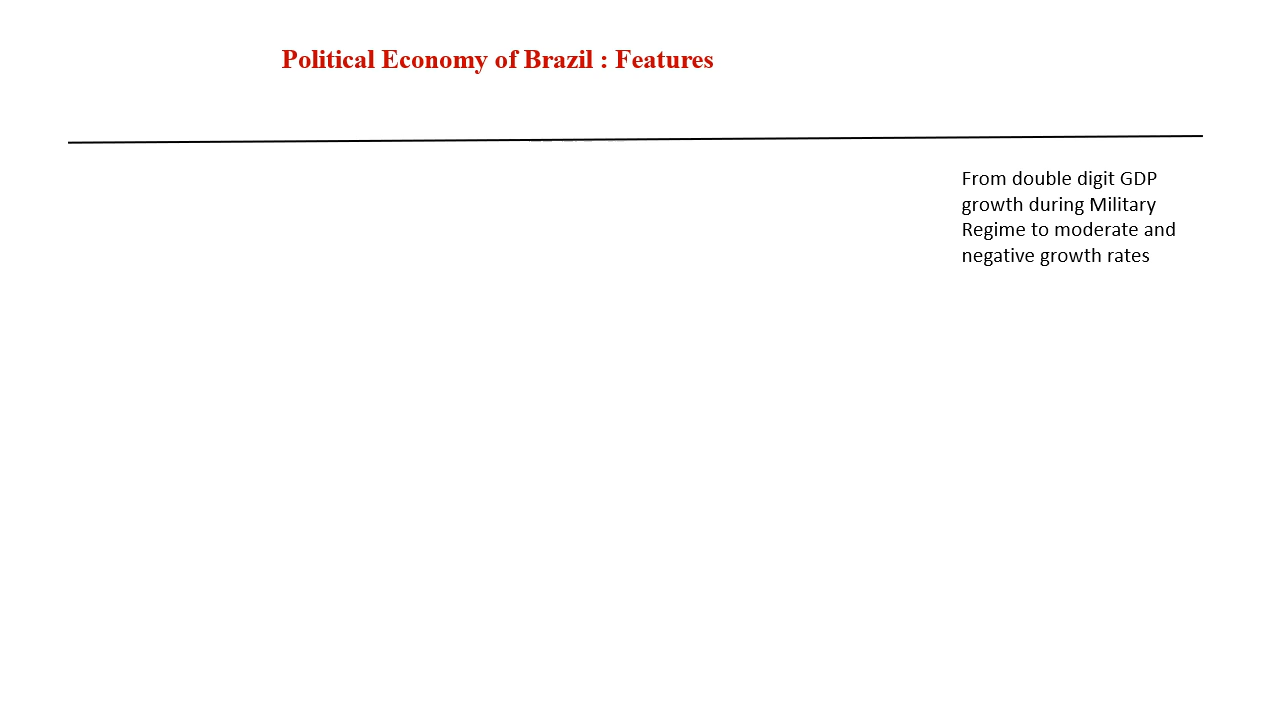 Political Economy of Brazil : Features
From double digit GDP
growth during Military
Regime to moderate and
negative growth rates